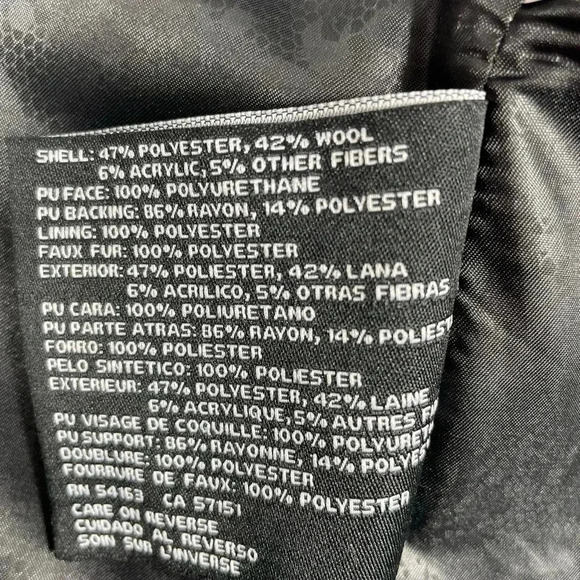 SHELL: 47% POLYESTER, 42% WOOL
6% ACRYLIC, 5% OTHER FIBERS
PU FACE: 100% POLYURETHANE
PU BACKING: 86% RAYON, 14% POLYESTER
LINING: 100% POLYESTER
FAUX FUR: 100% POLYESTER
EXTERIOR: 47% POLIESTER, 42% LANA
6% ACRILICO, 5% OTRAS FIBRAS
PU CARA: 100% POLIURETANO
PU PARTE ATRAS: 86% RAYON, 14% POLIEST
FORRO: 100% POLIESTER
PELO SINTETICO: 100% POLIESTER
EXTERIEUR: 47% POLYESTER, 42% LAINE
6% ACRYLIQUE, 5% AUTRES F
PU VISAGE DE COQUILLE: 100% POLYURET
PU SUPPORT: 86% RAYONNE, 14% POLYE
DOUBLURE: 100% POLYESTER
FOURRURE DE FAUX: 100% POLYESTER
RN 54163 CA 57151
CARE ON REVERSE
CUIDADO AL REVERSO
SOIN SUR L'INVERSE